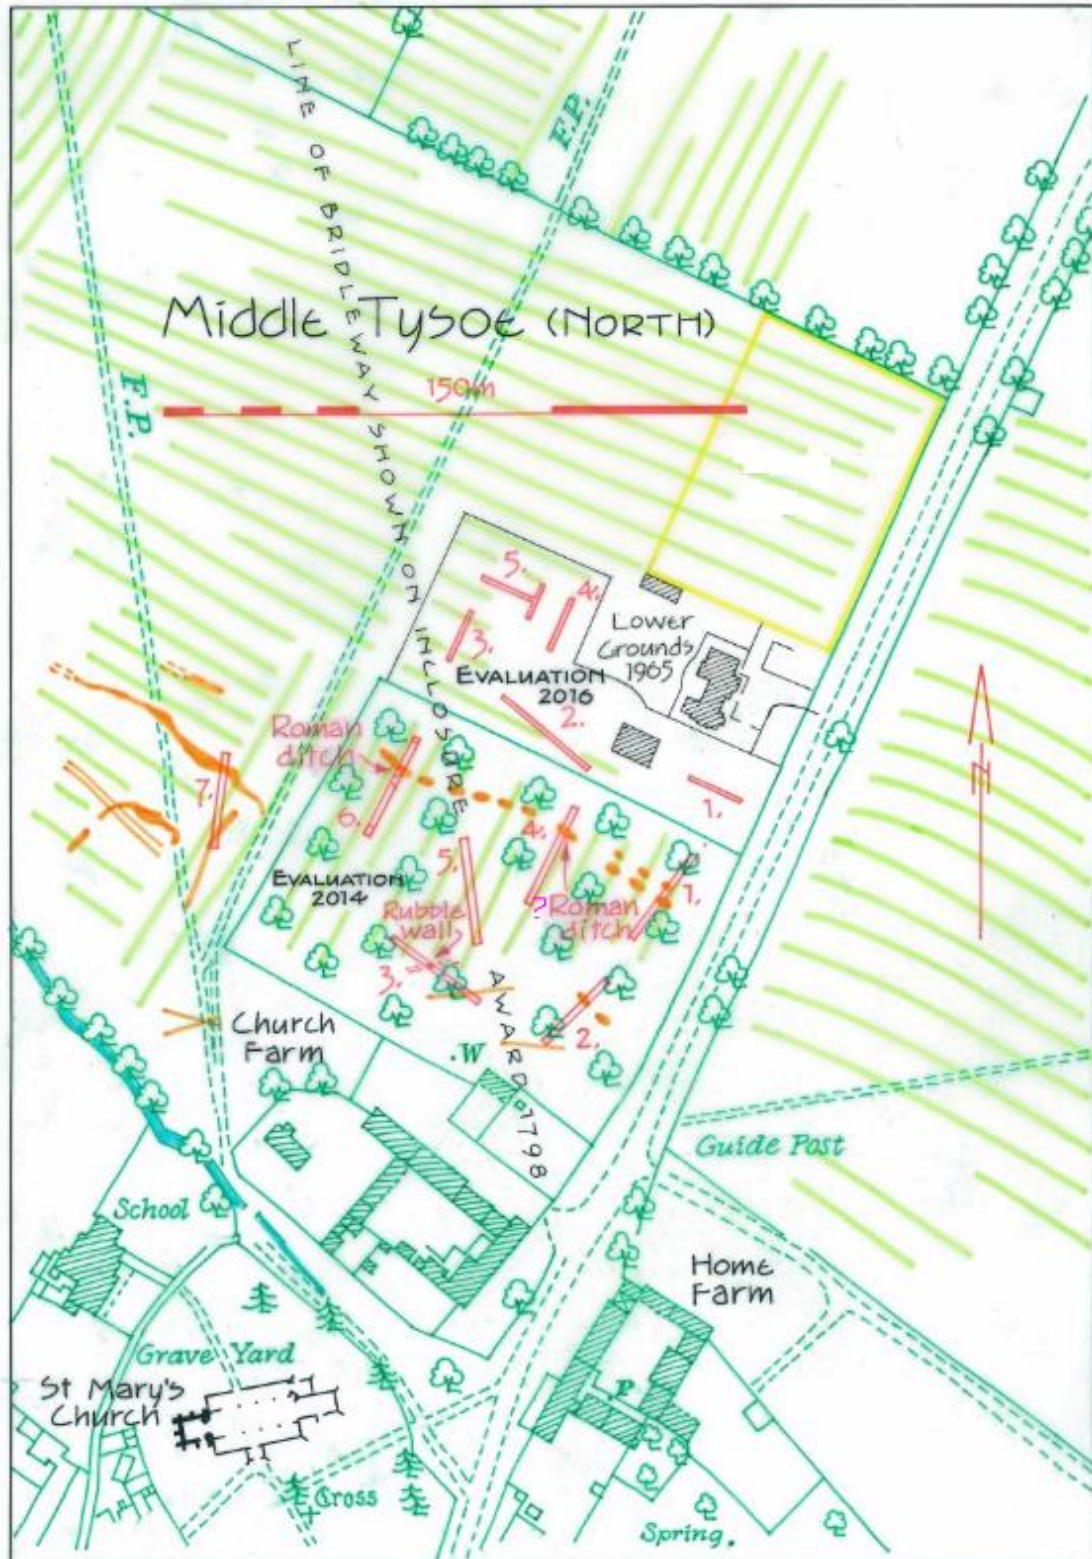 LINE OF BRIDLEWAY SHOWN ON INCLOSURE AWARD 1798
F.P.
Middle Tysoe (NORTH)
150m
F.P.
5.
4.
3.
Lower
Grounds
1965
EVALUATION
2016
2.
1.
N
Roman
ditch
7.
6.
4.
5.
1.
EVALUATION
2014
Rubble
wall
?Roman
ditch
3.
2.
Church
Farm
.W
Guide Post
School
Home
Farm
Grave Yard
St Mary's
Church
P
Cross
Spring.